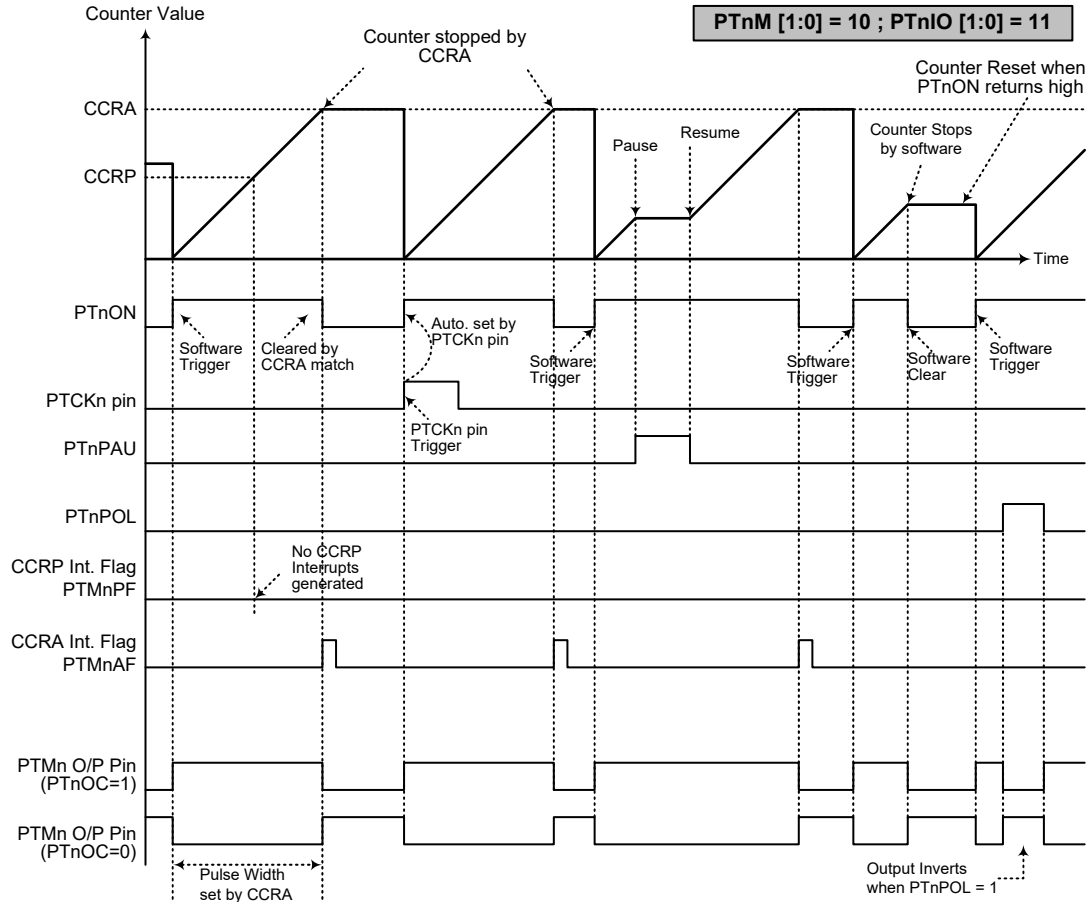 Counter Value
PTnM [1:0] = 10 ; PTnIO [1:0] = 11
Counter stopped by
CCRA
Counter Reset when
PTnON returns high
CCRA
Pause
Resume
Counter Stops
by software
CCRP
Time
PTnON
Software
Trigger
Cleared by
CCRA match
Auto. set by
PTCKn pin
Software
Trigger
Software
Trigger
Software
Clear
Software
Trigger
PTCKn pin
PTCKn pin
Trigger
PTnPAU
PTnPOL
CCRP Int. Flag
PTMnPF
No CCRP
Interrupts
generated
CCRA Int. Flag
PTMnAF
PTMn O/P Pin
(PTnOC=1)
PTMn O/P Pin
(PTnOC=0)
Pulse Width
set by CCRA
Output Inverts
when PTnPOL = 1